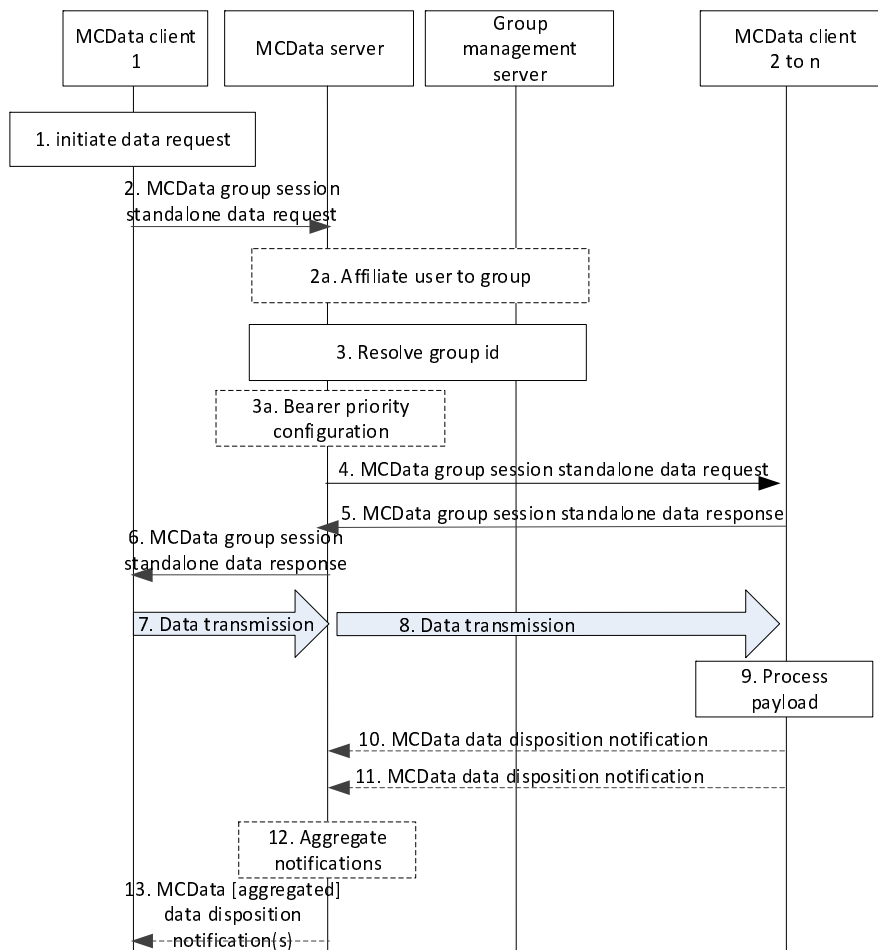 MCData client
1
MCData server
Group
management
server
MCData client
2 to n
1. initiate data request
2. MCData group session
standalone data request
2a. Affiliate user to group
3. Resolve group id
3a. Bearer priority
configuration
4. MCData group session standalone data request
5. MCData group session standalone data response
6. MCData group session
standalone data response
7. Data transmission
8. Data transmission
9. Process
payload
10. MCData data disposition notification
11. MCData data disposition notification
12. Aggregate
notifications
13. MCData [aggregated]
data disposition
notification(s)